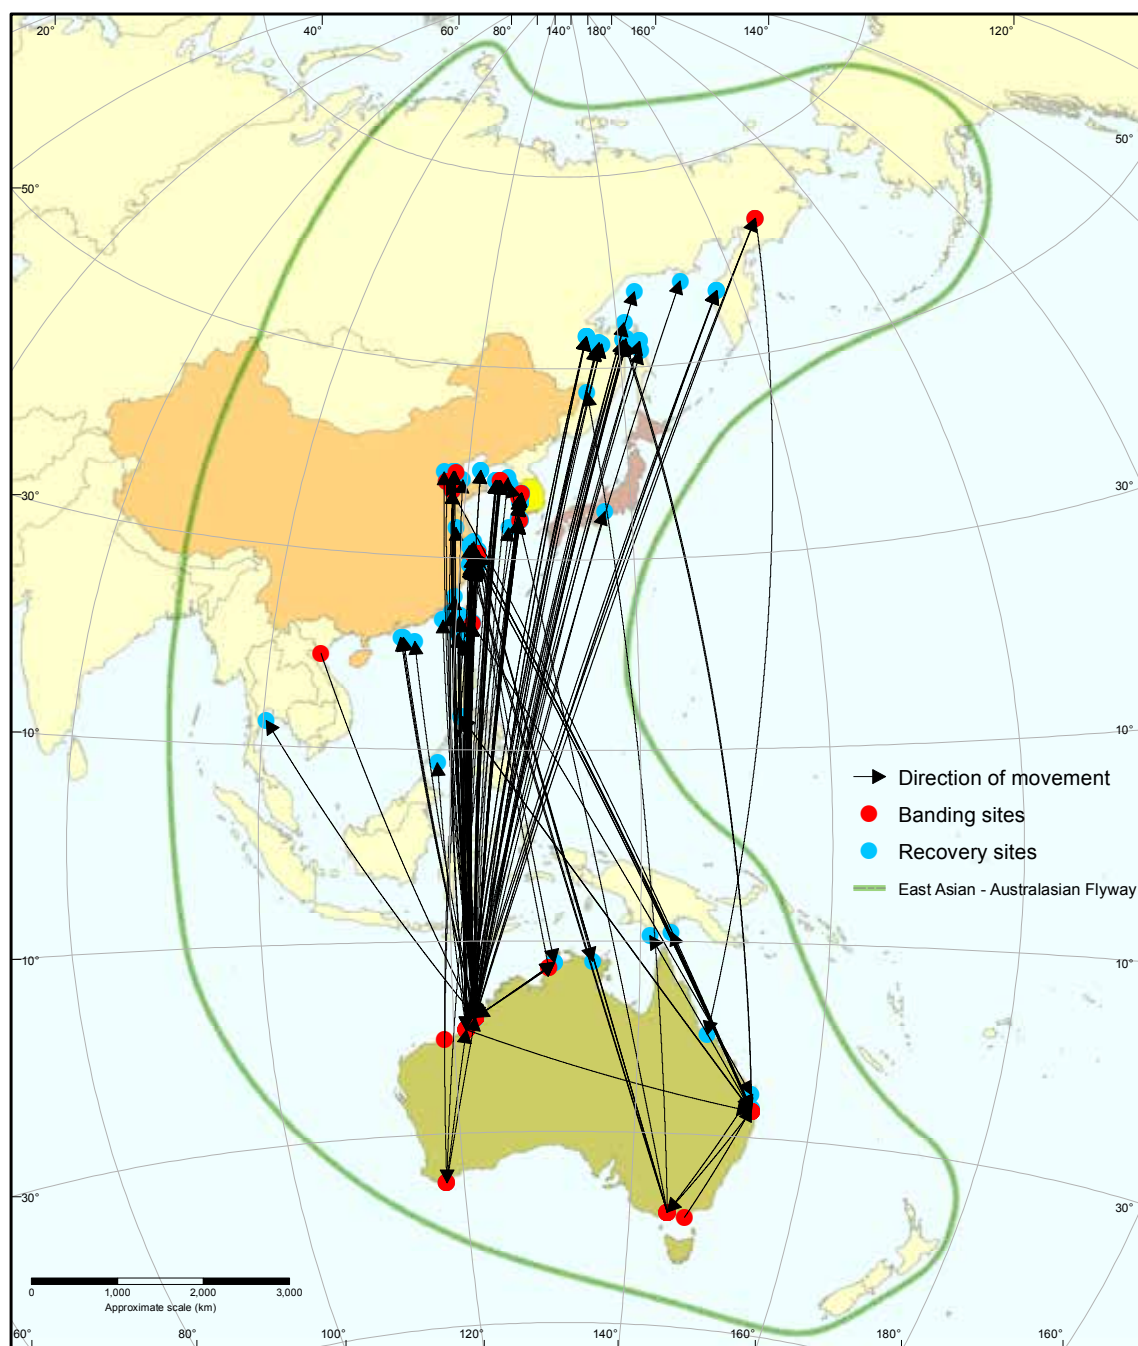 20° 40° 60° 80° 140° 180° 160° 140° 120°
50°
50°
30°
30°
10°
10°
Direction of movement
Banding sites
Recovery sites
East Asian - Australasian Flyway
10°
10°
30°
30°
0 1,000 2,000 3,000
Approximate scale (km)
60° 80° 100° 120° 140° 160° 180° 160°